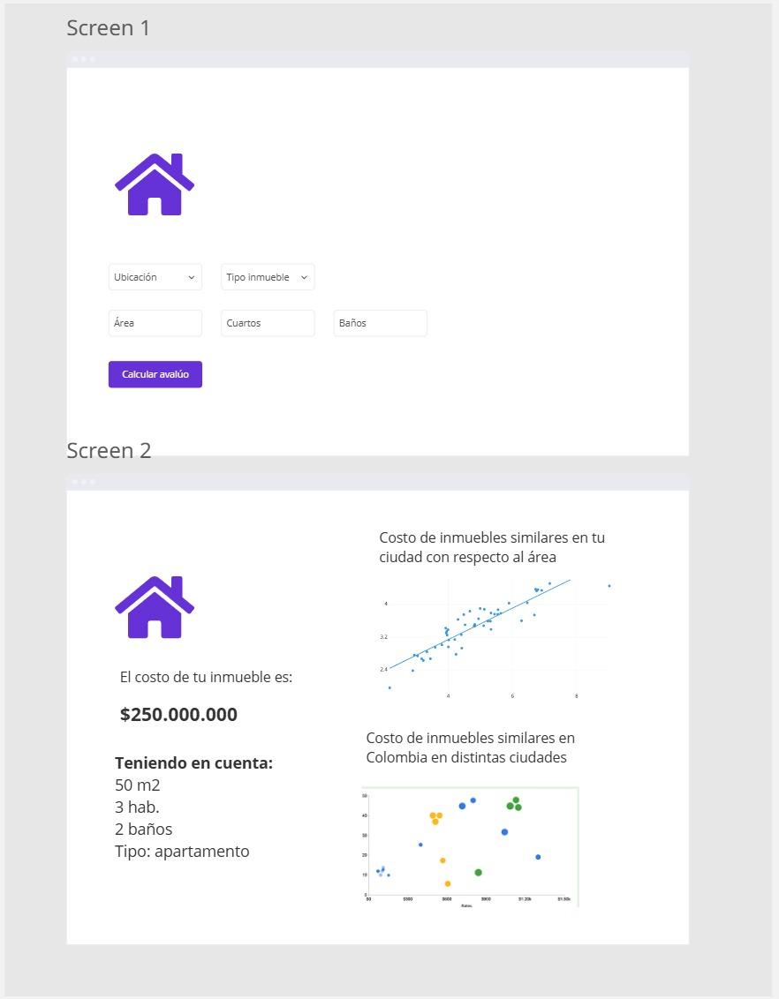 Screen 1
Ubicación
Tipo inmueble
Área
Cuartos
Baños
Calcular avalúo
Screen 2
Costo de inmuebles similares en tu
ciudad con respecto al área
4
3.2
2.4
4 6 8
El costo de tu inmueble es:
$250.000.000
Teniendo en cuenta:
50 m2
3 hab.
2 baños
Tipo: apartamento
Costo de inmuebles similares en
Colombia en distintas ciudades
50
40
30
20
10
0
$0 $300 $600 $900 $1.20k $1.50k